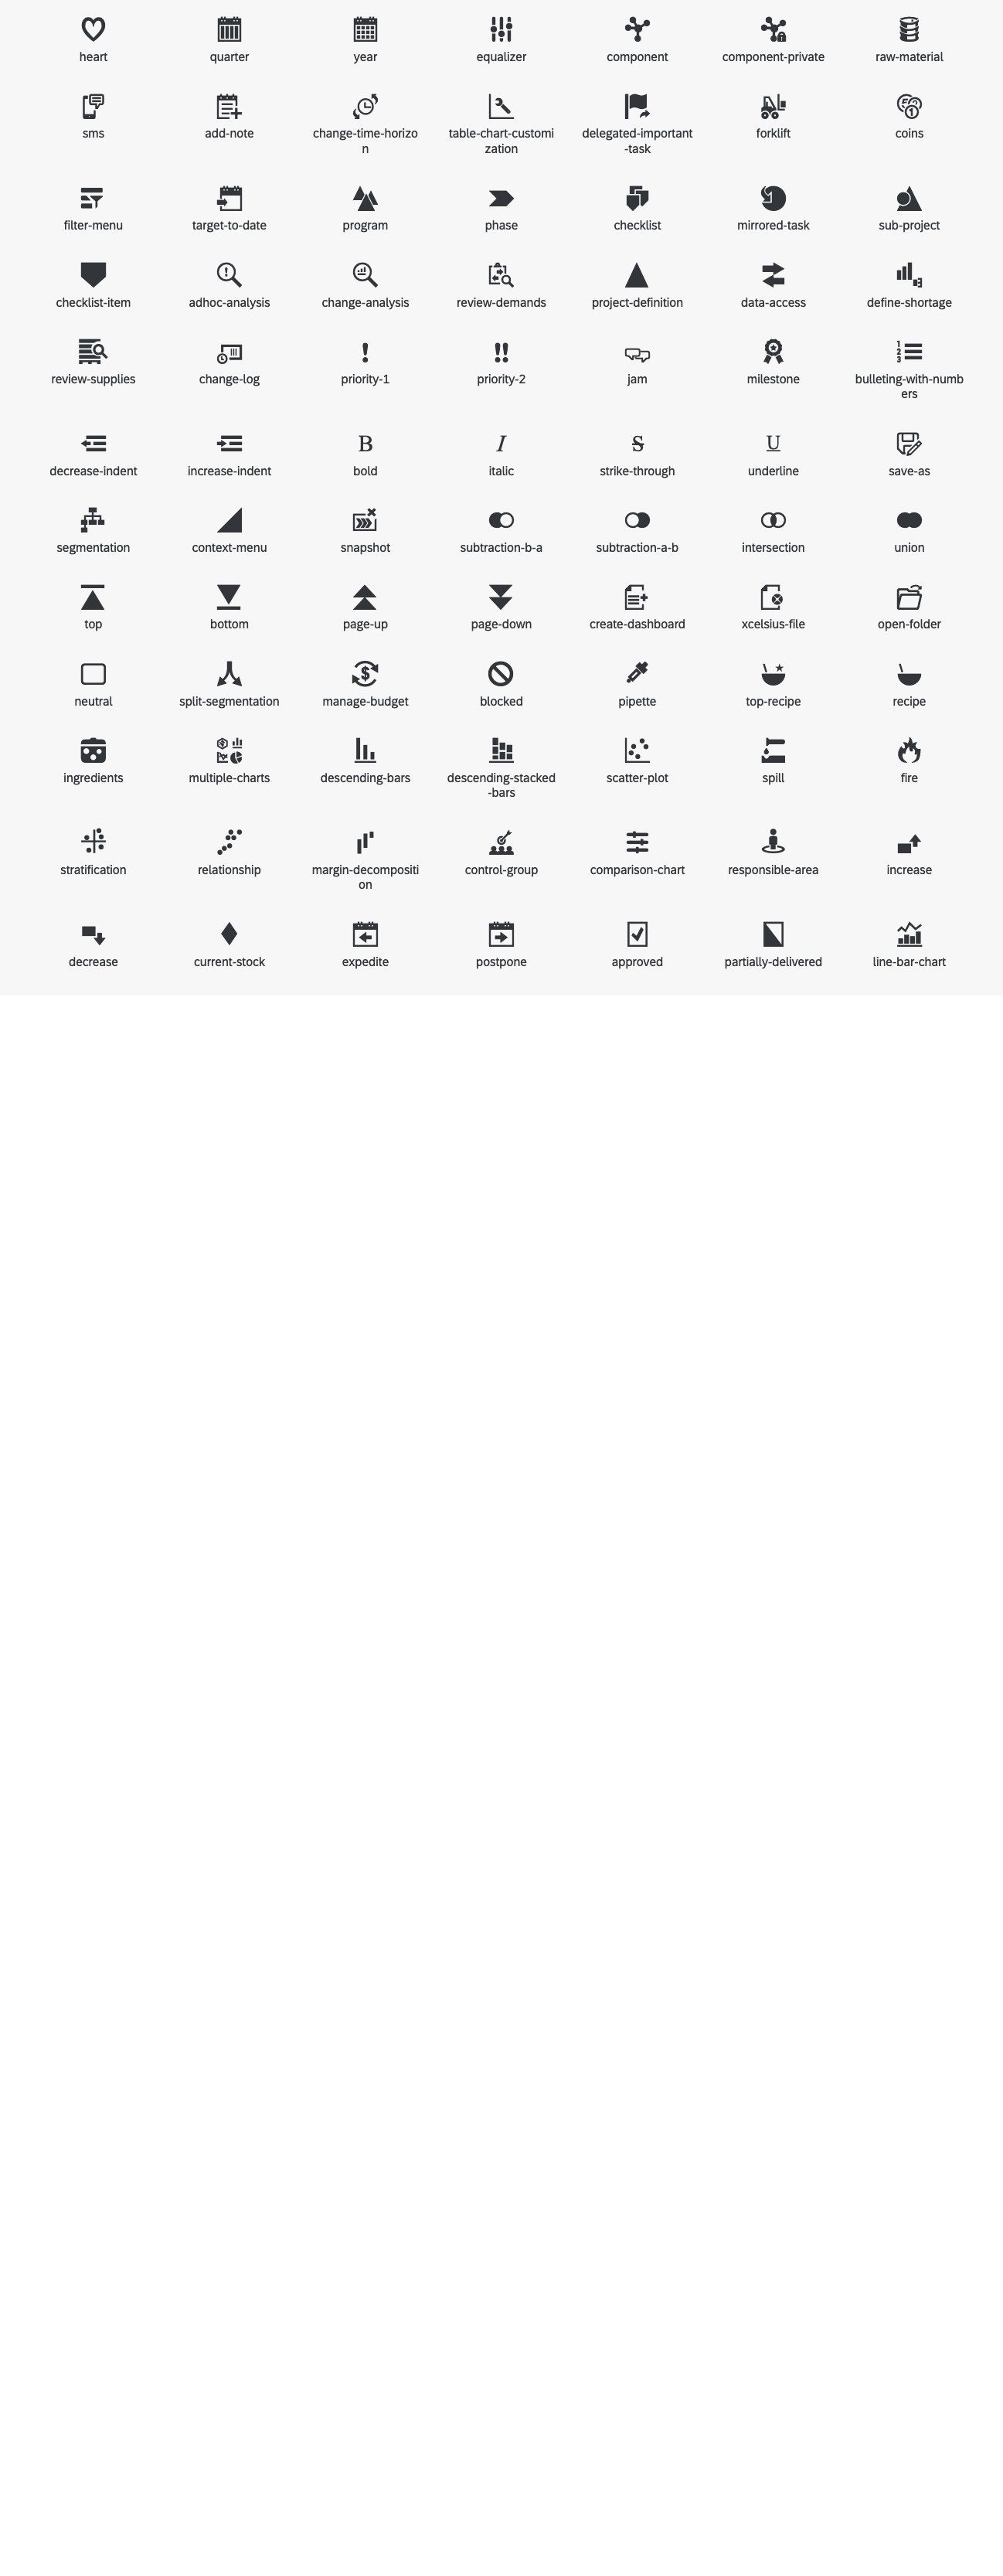 heart quarter year equalizer component component-private raw-material
sms add-note change-time-horizo table-chart-customi delegated-important forklift coins
n zation -task
filter-menu target-to-date program phase checklist mirrored-task sub-project
checklist-item adhoc-analysis change-analysis review-demands project-definition data-access define-shortage
review-supplies change-log priority-1 priority-2 jam milestone bulleting-with-numb
ers
decrease-indent increase-indent bold italic strike-through underline save-as
segmentation context-menu snapshot subtraction-b-a subtraction-a-b intersection union
top bottom page-up page-down create-dashboard xcelsius-file open-folder
neutral split-segmentation manage-budget blocked pipette top-recipe recipe
ingredients multiple-charts descending-bars descending-stacked scatter-plot spill fire
-bars
stratification relationship margin-decompositi control-group comparison-chart responsible-area increase
on
decrease current-stock expedite postpone approved partially-delivered line-bar-chart